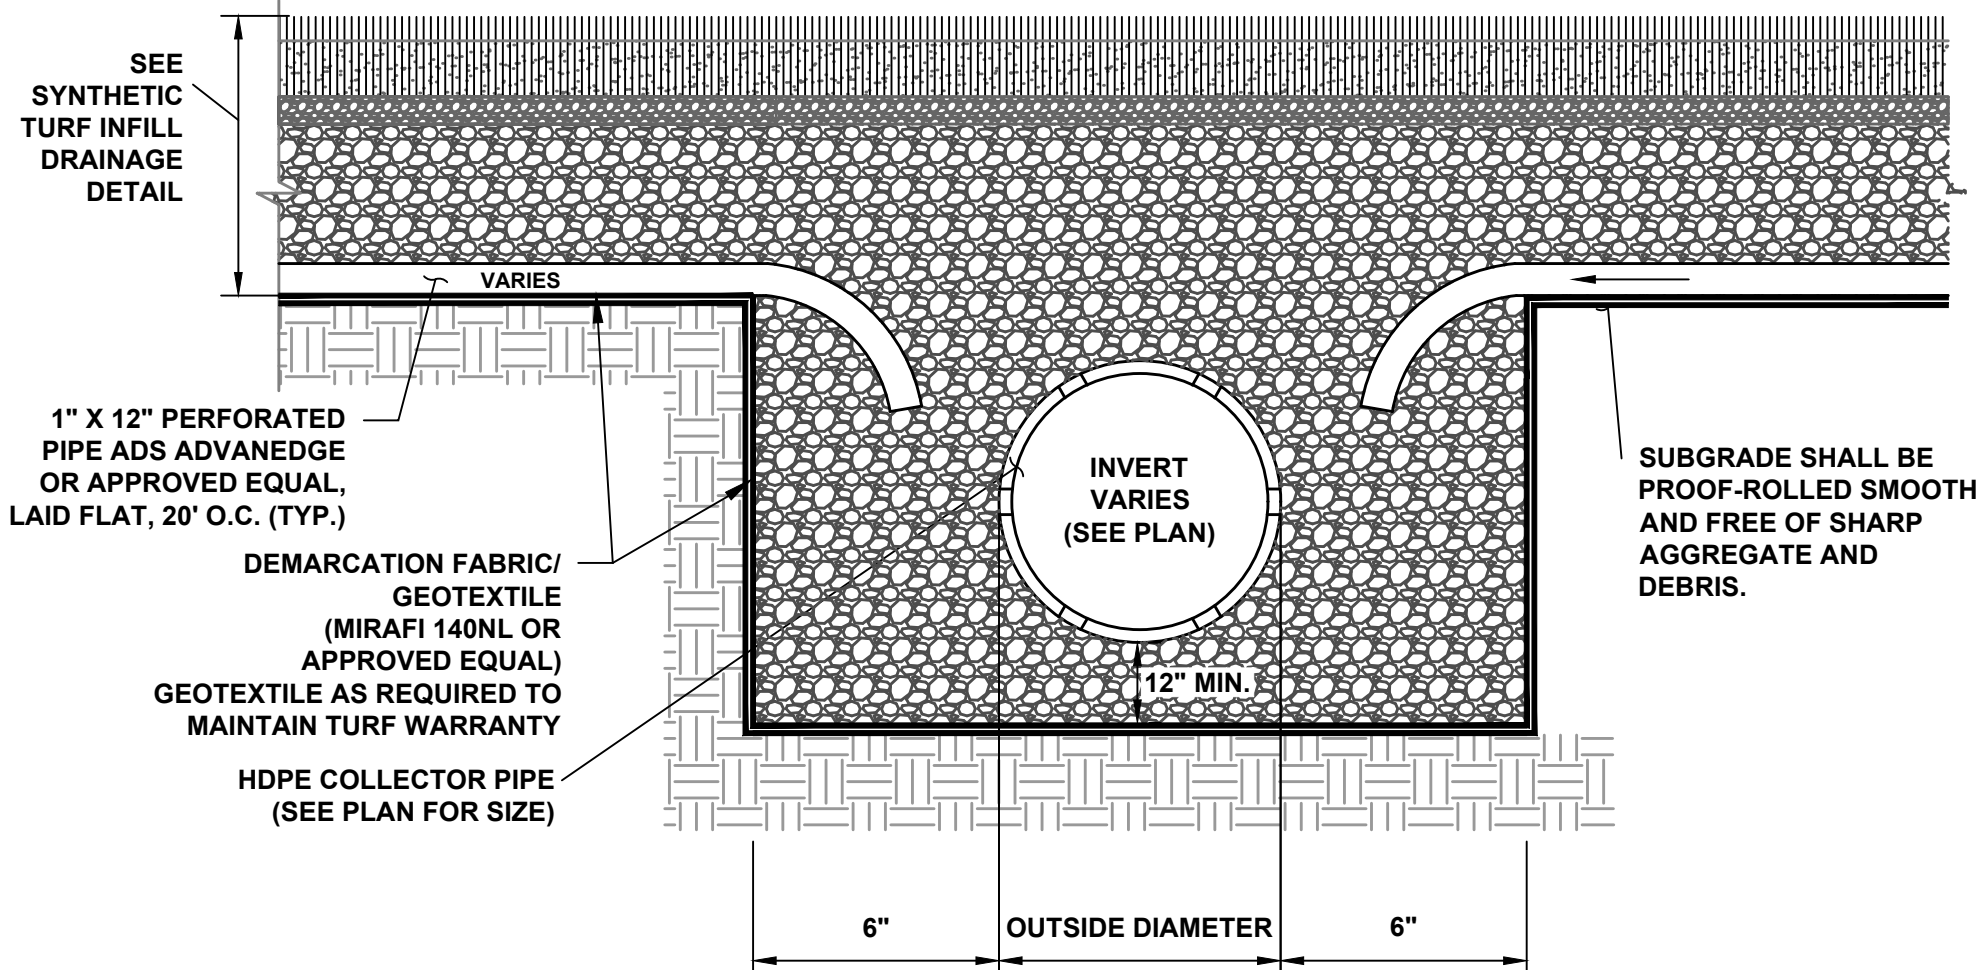 SEE
SYNTHETIC
TURF INFILL
DRAINAGE
DETAIL
VARIES
1" X 12" PERFORATED
PIPE ADS ADVANEDGE
OR APPROVED EQUAL,
LAID FLAT, 20' O.C. (TYP.)
DEMARCATION FABRIC/
GEOTEXTILE
(MIRAFI 140NL OR
APPROVED EQUAL)
GEOTEXTILE AS REQUIRED TO
MAINTAIN TURF WARRANTY
HDPE COLLECTOR PIPE
(SEE PLAN FOR SIZE)
INVERT
VARIES
(SEE PLAN)
12" MIN.
SUBGRADE SHALL BE
PROOF-ROLLED SMOOTH
AND FREE OF SHARP
AGGREGATE AND
DEBRIS.
6"
OUTSIDE DIAMETER
6"